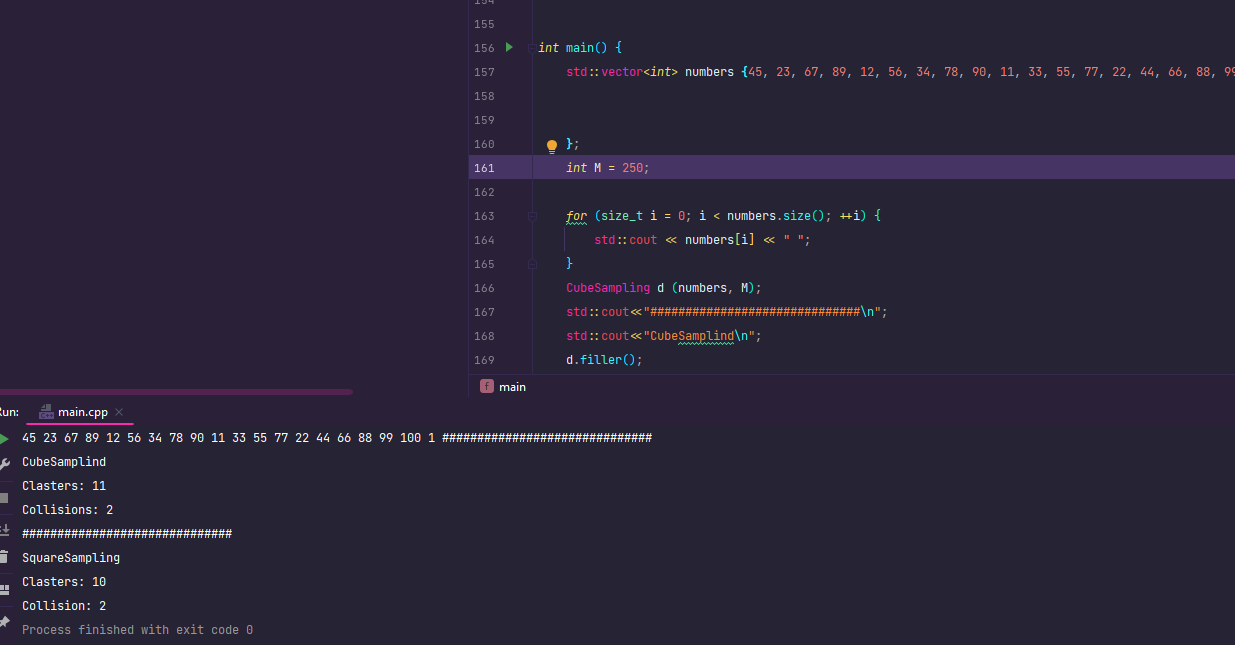 154
155
156 int main() {
157 std::vector<int> numbers {45, 23, 67, 89, 12, 56, 34, 78, 90, 11, 33, 55, 77, 22, 44, 66, 88, 99
158
159
160 };
161 int M = 250;
162
163 for (size_t i = 0; i < numbers.size(); ++i) {
164 std::cout << numbers[i] << " ";
165 }
166 CubeSampling d (numbers, M);
167 std::cout<<"##############################\n";
168 std::cout<<"CubeSamplind\n";
169 d.filler();
f main
Run: main.cpp
45 23 67 89 12 56 34 78 90 11 33 55 77 22 44 66 88 99 100 1 ##############################
CubeSamplind
Clasters: 11
Collisions: 2
##############################
SquareSampling
Clasters: 10
Collision: 2
Process finished with exit code 0